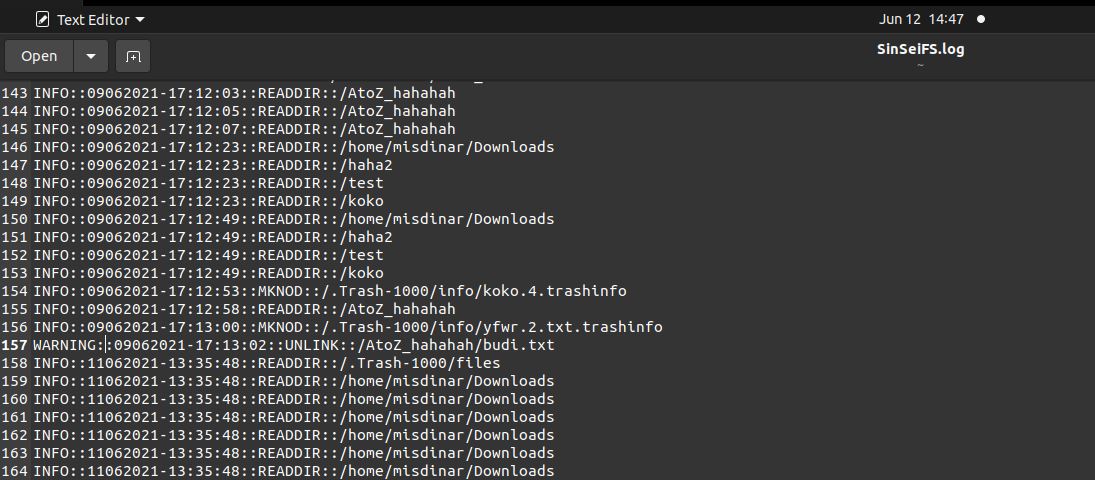 Text Editor
Jun 12 14:47
Open
SinSeiFS.log
~
143 INFO::09062021-17:12:03::READDIR::/AtoZ_hahahah
144 INFO::09062021-17:12:05::READDIR::/AtoZ_hahahah
145 INFO::09062021-17:12:07::READDIR::/AtoZ_hahahah
146 INFO::09062021-17:12:23::READDIR::/home/misdinar/Downloads
147 INFO::09062021-17:12:23::READDIR::/haha2
148 INFO::09062021-17:12:23::READDIR::/test
149 INFO::09062021-17:12:23::READDIR::/koko
150 INFO::09062021-17:12:49::READDIR::/home/misdinar/Downloads
151 INFO::09062021-17:12:49::READDIR::/haha2
152 INFO::09062021-17:12:49::READDIR::/test
153 INFO::09062021-17:12:49::READDIR::/koko
154 INFO::09062021-17:12:53::MKNOD::/.Trash-1000/info/koko.4.trashinfo
155 INFO::09062021-17:12:58::READDIR::/AtoZ_hahahah
156 INFO::09062021-17:13:00::MKNOD::/.Trash-1000/info/yfwr.2.txt.trashinfo
157 WARNING::09062021-17:13:02::UNLINK::/AtoZ_hahahah/budi.txt
158 INFO::11062021-13:35:48::READDIR::/.Trash-1000/files
159 INFO::11062021-13:35:48::READDIR::/home/misdinar/Downloads
160 INFO::11062021-13:35:48::READDIR::/home/misdinar/Downloads
161 INFO::11062021-13:35:48::READDIR::/home/misdinar/Downloads
162 INFO::11062021-13:35:48::READDIR::/home/misdinar/Downloads
163 INFO::11062021-13:35:48::READDIR::/home/misdinar/Downloads
164 INFO::11062021-13:35:48::READDIR::/home/misdinar/Downloads